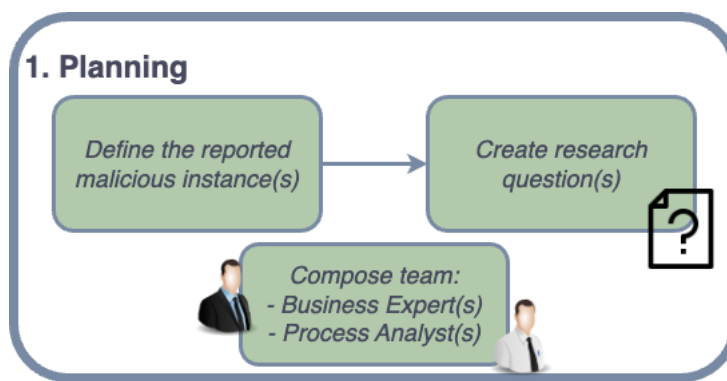 1. Planning
Define the reported
malicious instance(s)
Create research
question(s)
?
Compose team:
- Business Expert(s)
- Process Analyst(s)